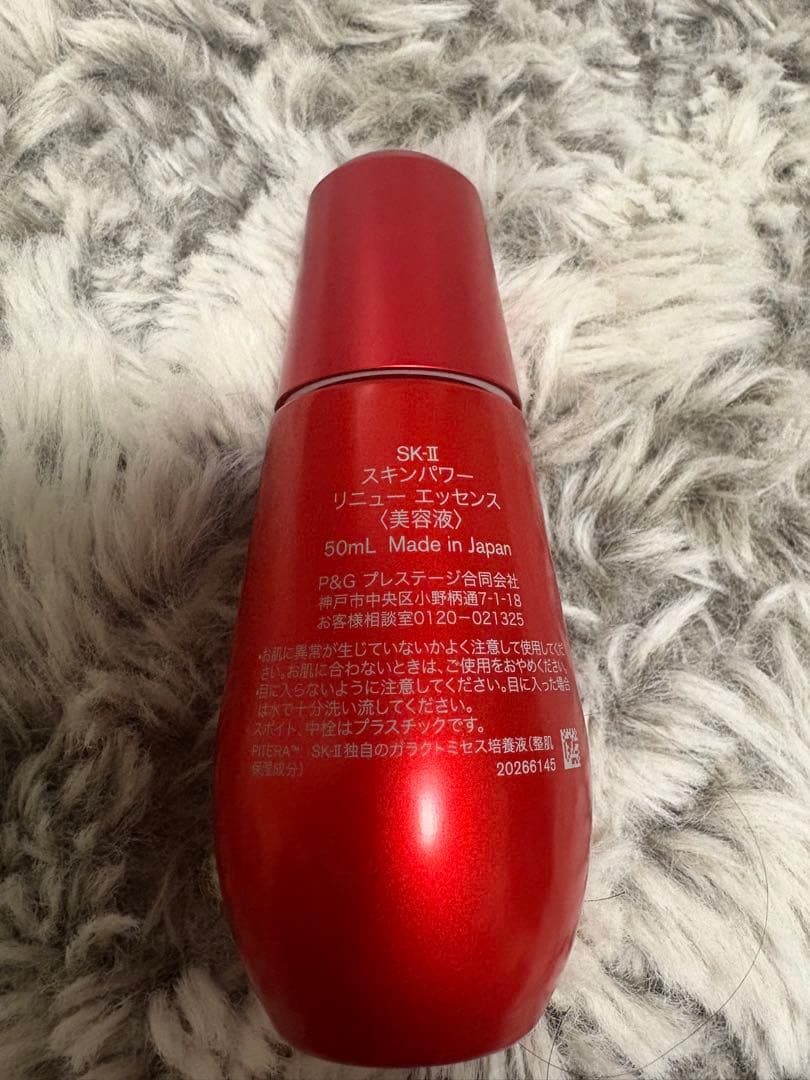 SK-II
スキンパワー
リニュー エッセンス
〈美容液〉
50mL Made in Japan
P&G プレステージ合同会社
神戸市中央区小野柄通7-1-18
お客様相談室0120-021325
•お肌に異常が生じていないかよく注意して使用してくだ
さい。お肌に合わないときは、ご使用をおやめください。
•目に入らないように注意してください。目に入った場合
は水で十分洗い流してください。
•スポイト、中栓はプラスチックです。
PITERA™:SK-II独自のガラクトミセス培養液(整肌
保湿成分)
20266145